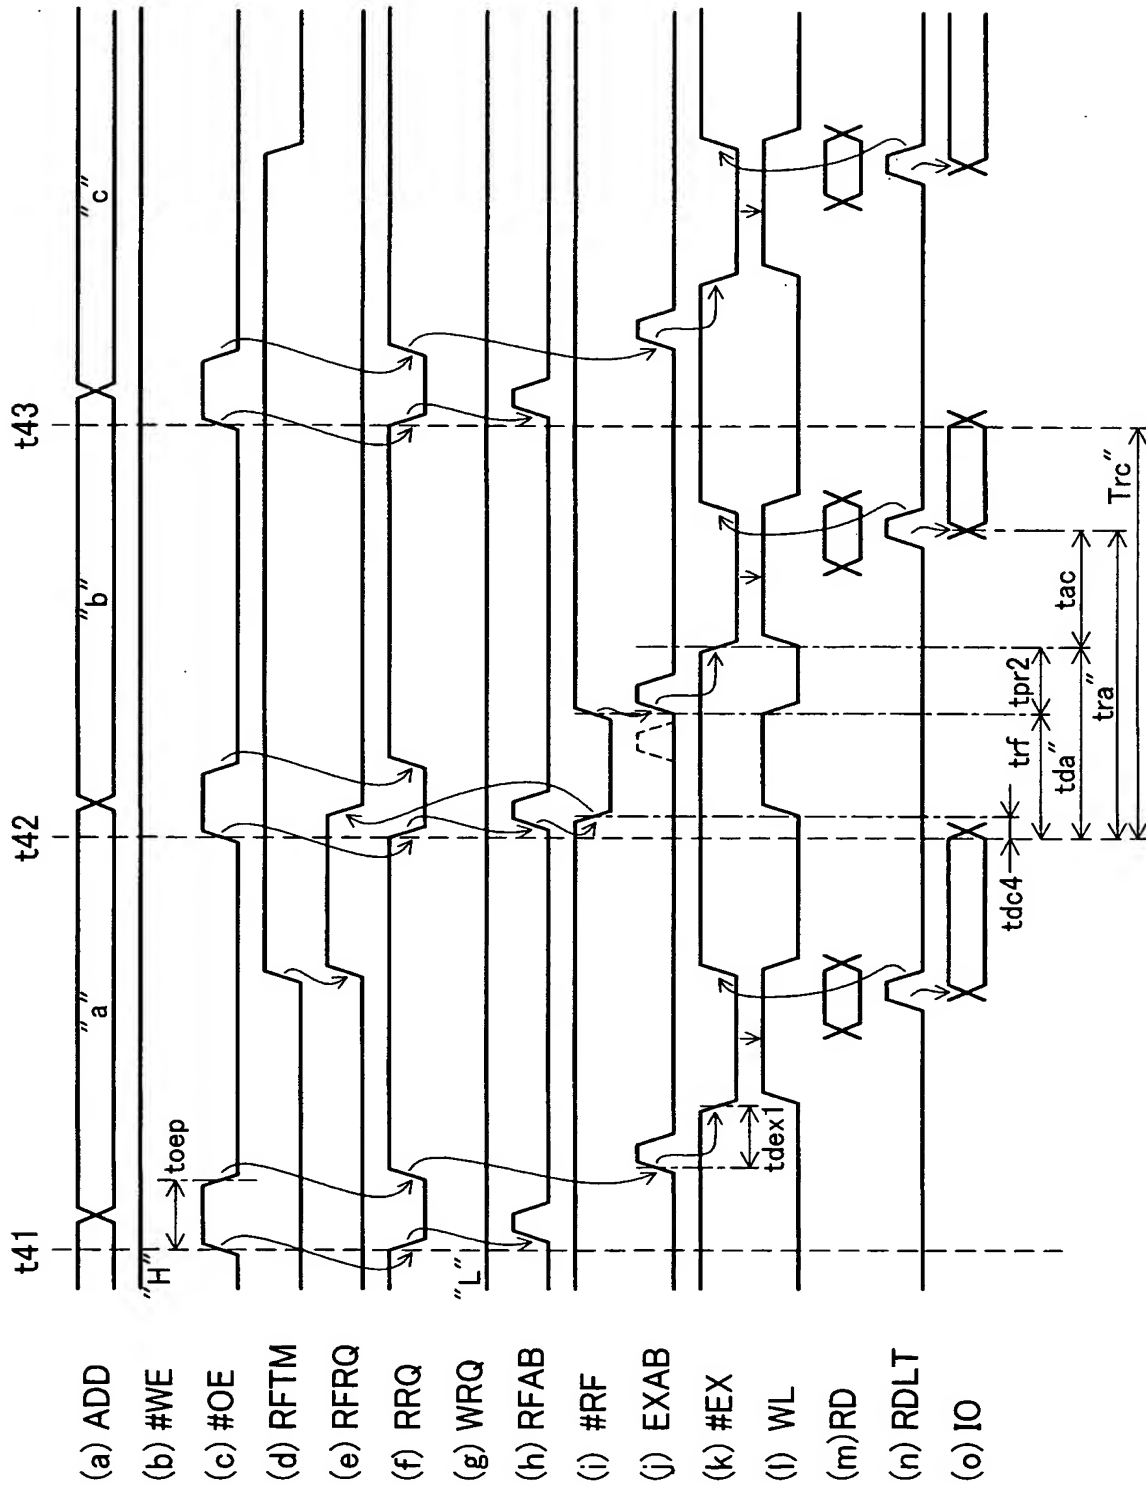 t41
t42
t43
(a) ADD
"a"
"b"
"c"
(b) #WE
"H"
(c) #OE
toep
(d) RFTM
(e) RFRQ
(f) RRQ
(g) WRQ
"L"
(h) RFAB
(i) #RF
(j) EXAB
(k) #EX
tdex1
(l) WL
(m) RD
(n) RDLT
(o) IO
tdc4
trf
tpr2
tda"
tac
tra"
Trc"